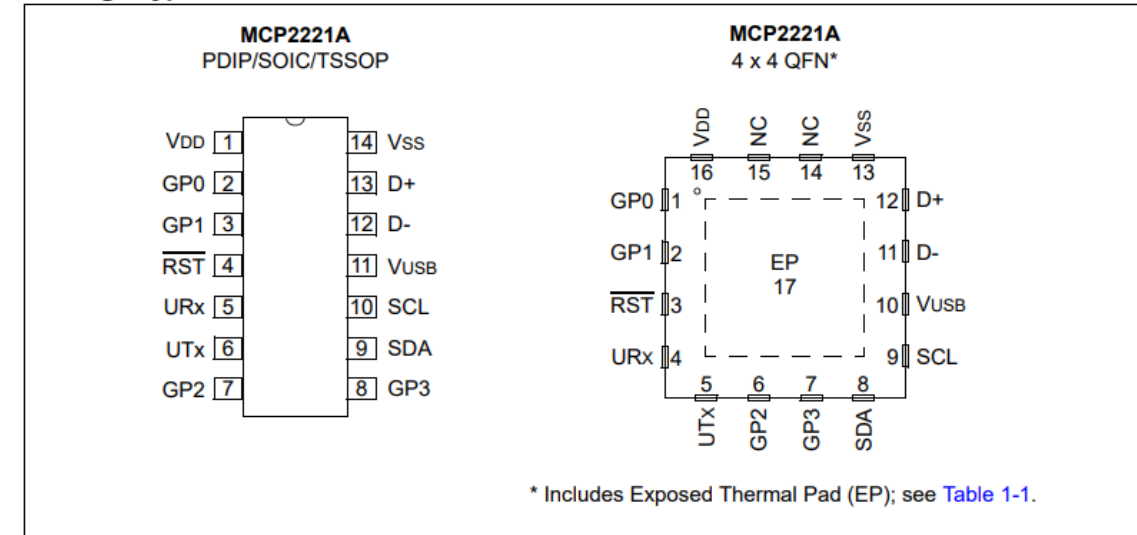 MCP2221A
PDIP/SOIC/TSSOP
VDD 1
14 VSS
GP0 2
13 D+
GP1 3
12 D-
RST 4
11 VUSB
URx 5
10 SCL
UTx 6
9 SDA
GP2 7
8 GP3
MCP2221A
4 x 4 QFN*
VDD NC NC VSS
16 15 14 13
GP0 1
12 D+
GP1 2
11 D-
EP
17
RST 3
10 VUSB
URx 4
9 SCL
5 6 7 8
UTx GP2 GP3 SDA
* Includes Exposed Thermal Pad (EP); see Table 1-1.